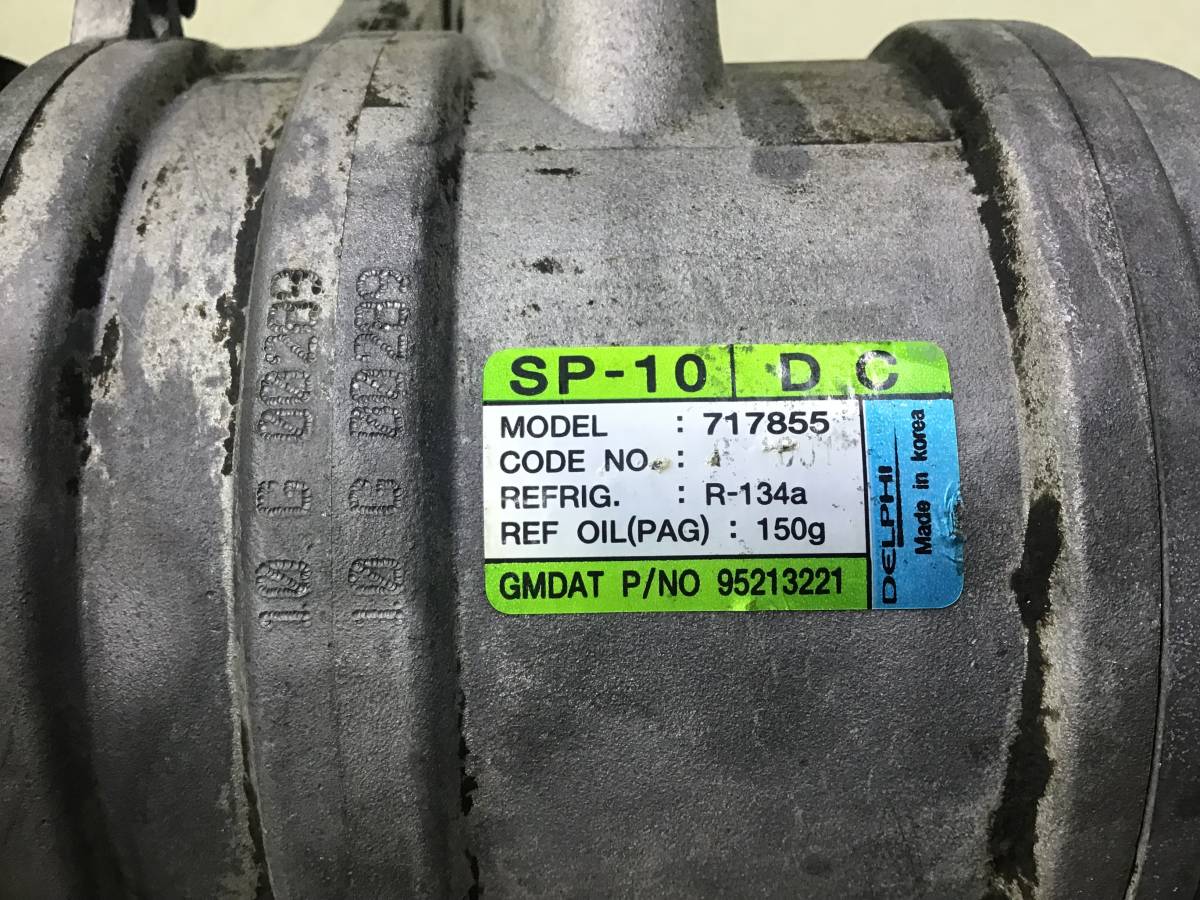 SP-10 D C
MODEL : 717855
CODE NO. :
REFRIG. : R-134a
REF OIL(PAG) : 150g
GMDAT P/NO 95213221
DELPHI
Made in korea